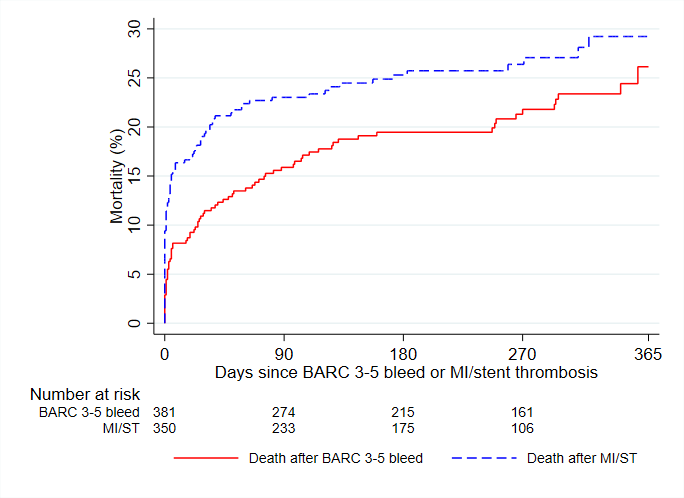 30
25
20
15
10
5
0
Mortality (%)
0 90 180 270 365
Days since BARC 3-5 bleed or MI/stent thrombosis
Number at risk
BARC 3-5 bleed 381 274 215 161
MI/ST 350 233 175 106
Death after BARC 3-5 bleed Death after MI/ST